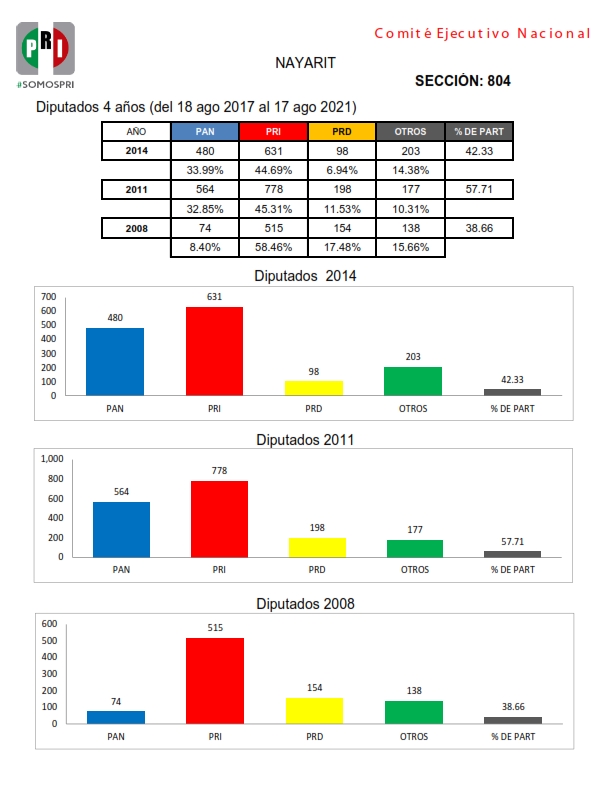 Comité Ejecutivo Nacional
PRI
#SOMOSPRI
NAYARIT
SECCIÓN: 804
Diputados 4 años (del 18 ago 2017 al 17 ago 2021)
AÑO PAN PRI PRD OTROS % DE PART
2014 480 631 98 203 42.33
33.99% 44.69% 6.94% 14.38%
2011 564 778 198 177 57.71
32.85% 45.31% 11.53% 10.31%
2008 74 515 154 138 38.66
8.40% 58.46% 17.48% 15.66%
Diputados 2014
700
600
500
400
300
200
100
0
480 631 98 203 42.33
PAN PRI PRD OTROS % DE PART
Diputados 2011
1,000
800
600
400
200
0
564 778 198 177 57.71
PAN PRI PRD OTROS % DE PART
Diputados 2008
600
500
400
300
200
100
0
74 515 154 138 38.66
PAN PRI PRD OTROS % DE PART